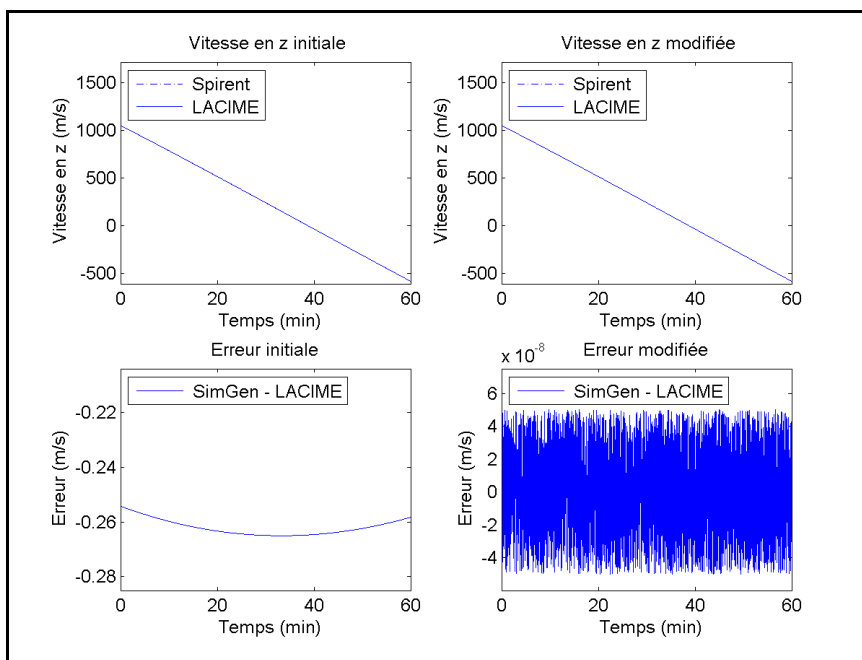 Vitesse en z initiale
1500
1000
500
0
-500
Vitesse en z (m/s)
Spirent
LACIME
0 20 40 60
Temps (min)
Vitesse en z modifiée
1500
1000
500
0
-500
Vitesse en z (m/s)
Spirent
LACIME
0 20 40 60
Temps (min)
Erreur initiale
-0.22
-0.24
-0.26
-0.28
Erreur (m/s)
SimGen - LACIME
0 20 40 60
Temps (min)
Erreur modifiée
x 10^-8
6
4
2
0
-2
-4
Erreur (m/s)
SimGen - LACIME
0 20 40 60
Temps (min)